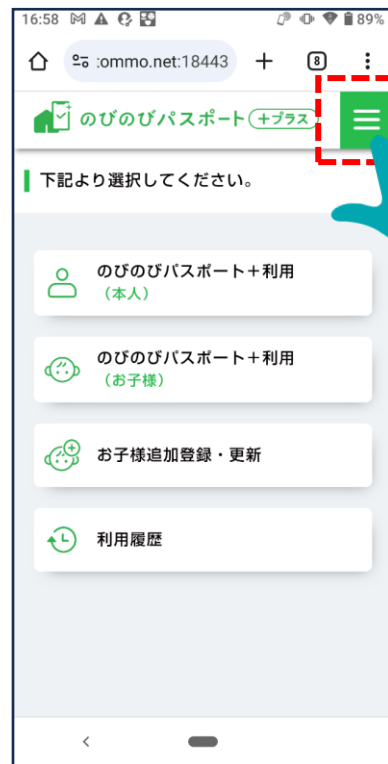 16:58
89%
:ommo.net:18443
8
のびのびパスポート +プラス
下記より選択してください。
のびのびパスポート＋利用
（本人）
のびのびパスポート＋利用
（お子様）
お子様追加登録・更新
利用履歴